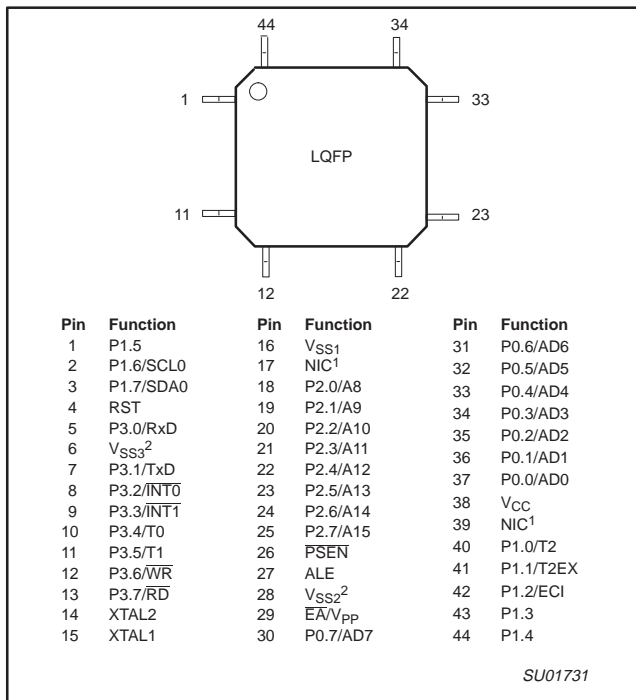 44 34
1 33
LQFP
11 23
12 22
Pin Function
1 P1.5
2 P1.6/SCL0
3 P1.7/SDA0
4 RST
5 P3.0/RxD
6 VSS3²
7 P3.1/TxD
8 P3.2/I̅N̅T̅0̅
9 P3.3/I̅N̅T̅1̅
10 P3.4/T0
11 P3.5/T1
12 P3.6/W̅R̅
13 P3.7/R̅D̅
14 XTAL2
15 XTAL1
Pin Function
16 VSS1
17 NIC¹
18 P2.0/A8
19 P2.1/A9
20 P2.2/A10
21 P2.3/A11
22 P2.4/A12
23 P2.5/A13
24 P2.6/A14
25 P2.7/A15
26 P̅S̅E̅N̅
27 ALE
28 VSS2²
29 E̅A̅/VPP
30 P0.7/AD7
Pin Function
31 P0.6/AD6
32 P0.5/AD5
33 P0.4/AD4
34 P0.3/AD3
35 P0.2/AD2
36 P0.1/AD1
37 P0.0/AD0
38 VCC
39 NIC¹
40 P1.0/T2
41 P1.1/T2EX
42 P1.2/ECI
43 P1.3
44 P1.4
SU01731